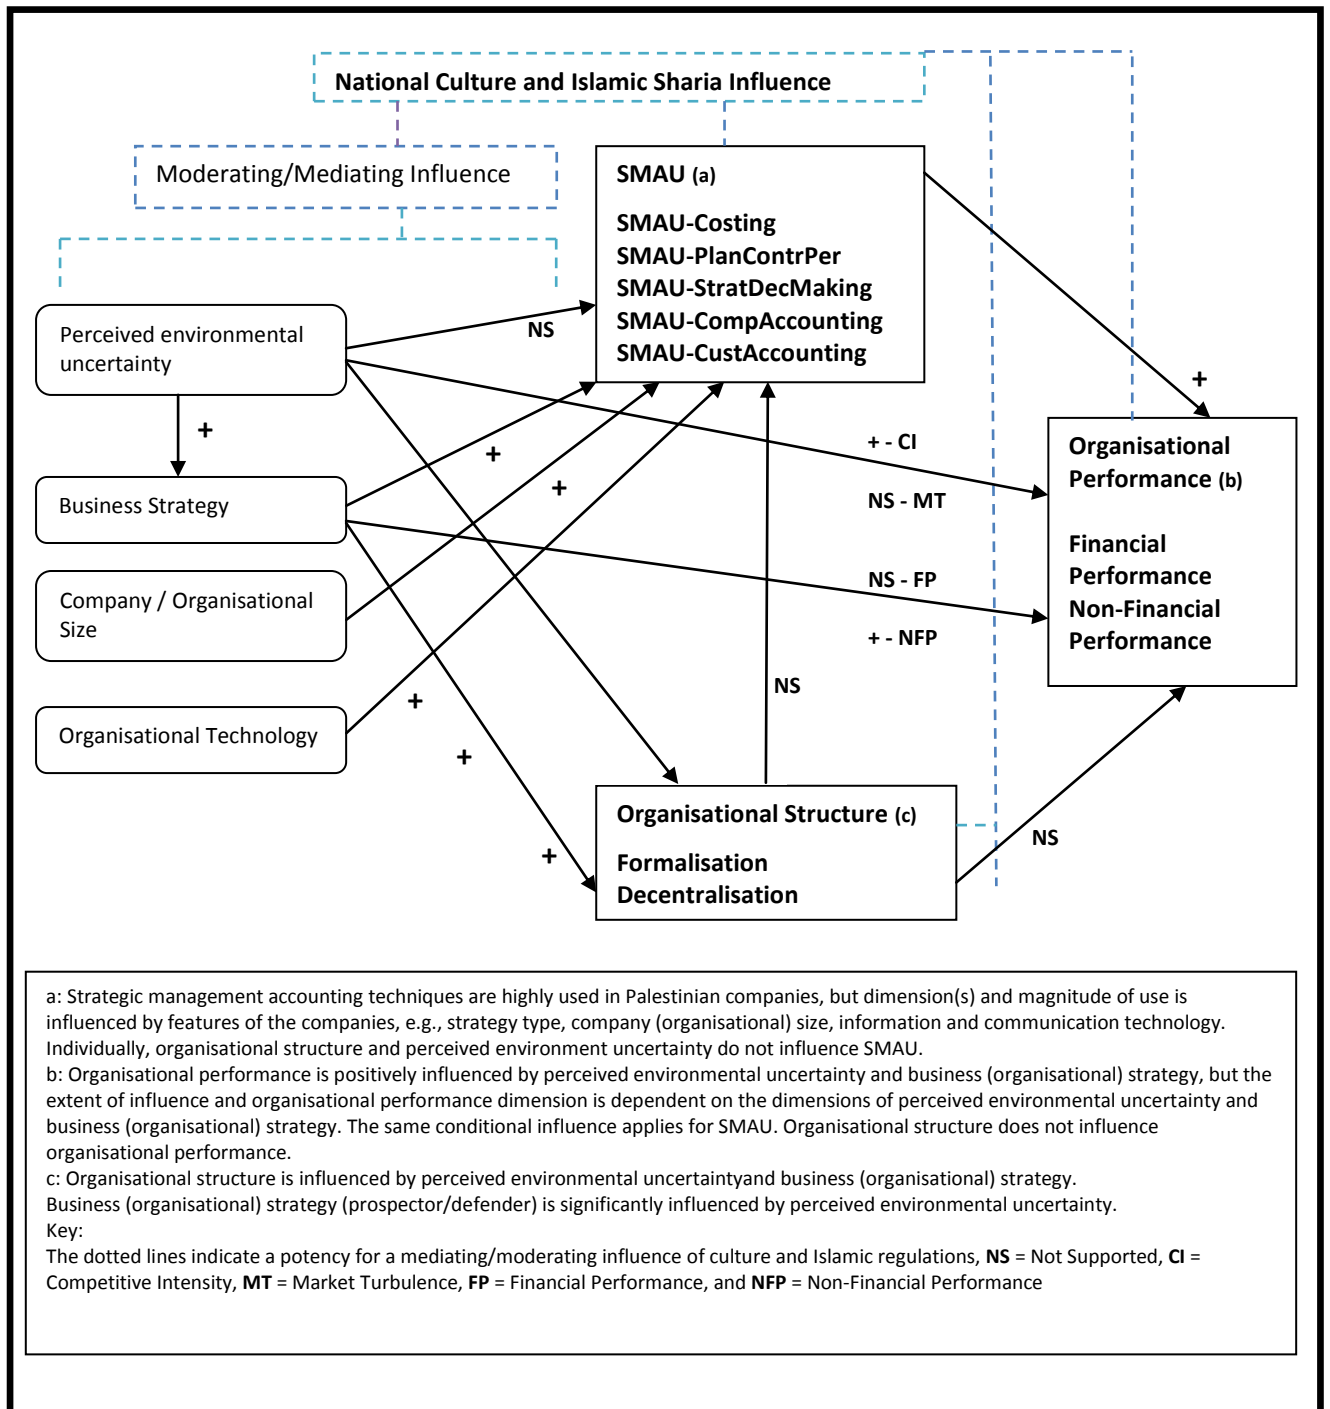 National Culture and Islamic Sharia Influence
Moderating/Mediating Influence
SMAU (a)
SMAU-Costing
SMAU-PlanContrPer
SMAU-StratDecMaking
SMAU-CompAccounting
SMAU-CustAccounting
NS
Perceived environmental
uncertainty
+
+
Business Strategy
+
+
Company / Organisational
Size
Organisational Technology
+
+
+
+ - CI
NS - MT
NS - FP
+ - NFP
NS
Organisational
Performance (b)
Financial
Performance
Non-Financial
Performance
Organisational Structure (c)
Formalisation
Decentralisation
NS
a: Strategic management accounting techniques are highly used in Palestinian companies, but dimension(s) and magnitude of use is
influenced by features of the companies, e.g., strategy type, company (organisational) size, information and communication technology.
Individually, organisational structure and perceived environment uncertainty do not influence SMAU.
b: Organisational performance is positively influenced by perceived environmental uncertainty and business (organisational) strategy, but the
extent of influence and organisational performance dimension is dependent on the dimensions of perceived environmental uncertainty and
business (organisational) strategy. The same conditional influence applies for SMAU. Organisational structure does not influence
organisational performance.
c: Organisational structure is influenced by perceived environmental uncertaintyand business (organisational) strategy.
Business (organisational) strategy (prospector/defender) is significantly influenced by perceived environmental uncertainty.
Key:
The dotted lines indicate a potency for a mediating/moderating influence of culture and Islamic regulations, NS = Not Supported, CI =
Competitive Intensity, MT = Market Turbulence, FP = Financial Performance, and NFP = Non-Financial Performance